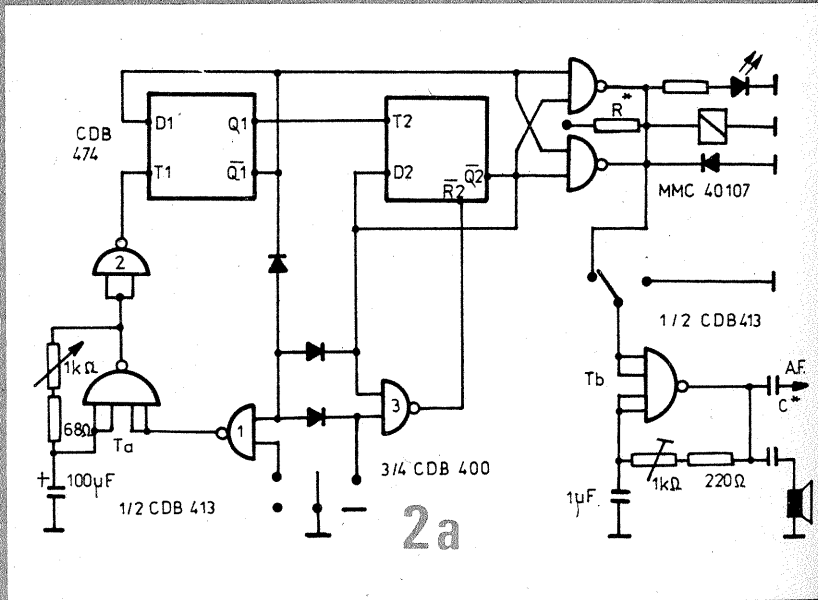 CDB
474
D1
Q1
T1
Q̅1
T2
D2
R̅2
Q̅2
R*
MMC 40107
2
1kΩ
68Ω
Ta
+ 100µF
1/2 CDB 413
1
3
3/4 CDB 400
1/2 CDB413
Tb
A.F.
C*
1µF
1kΩ
220Ω
2a